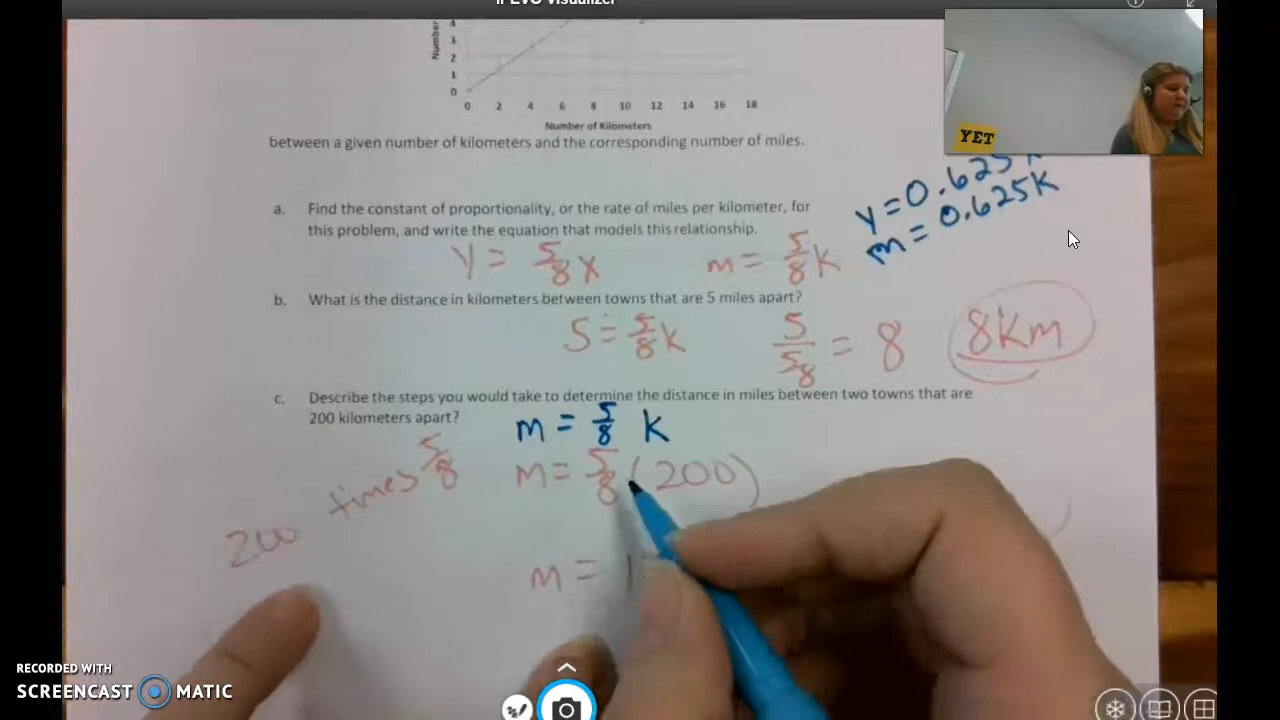 IPEVO Visualizer
Number
4
3
2
1
0
0 2 4 6 8 10 12 14 16 18
Number of Kilometers
YET
between a given number of kilometers and the corresponding number of miles.
y = 0.625
m = 0.625K
a. Find the constant of proportionality, or the rate of miles per kilometer, for
this problem, and write the equation that models this relationship.
y = 5/8 x m = 5/8 K
b. What is the distance in kilometers between towns that are 5 miles apart?
5 = 5/8 K 5/5/8 = 8 8Km
c. Describe the steps you would take to determine the distance in miles between two towns that are
200 kilometers apart?
m = 5/8 K
200 times 5/8 m = 5/8 (200)
m = 1
RECORDED WITH
SCREENCAST MATIC